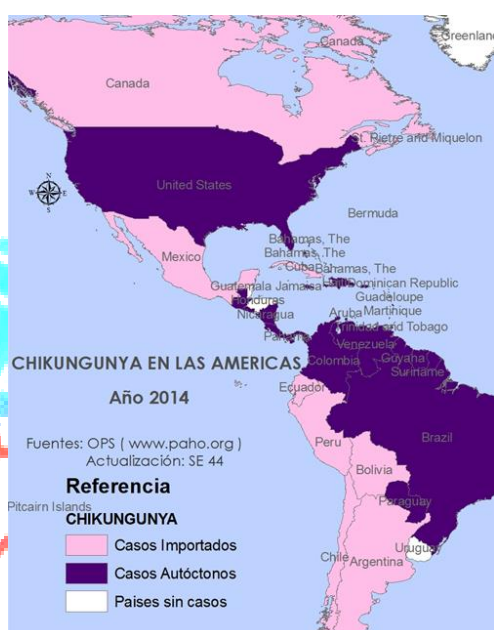 Greenland
Canada
Canada
St. Pietre and Miquelon
N
W E
S
United States
Bermuda
Bahamas, The
Bahamas, The
Mexico
Cuba
Bahamas, The
Guatemala
Jamaisa
Dominican Republic
Honduras
Guadeloupe
Nicaragua
Aruba
Martinique
Trinidad and Tobago
Venezuela
CHIKUNGUNYA EN LAS AMERICAS
Colombia
Guyana
Suriname
Ecuador
Año 2014
Fuentes: OPS ( www.paho.org )
Actualización: SE 44
Peru
Brazil
Referencia
Bolivia
Pitcairn Islands
Paraguay
CHIKUNGUNYA
Casos Importados
Chile
Argentina
Uruguay
Casos Autóctonos
Paises sin casos